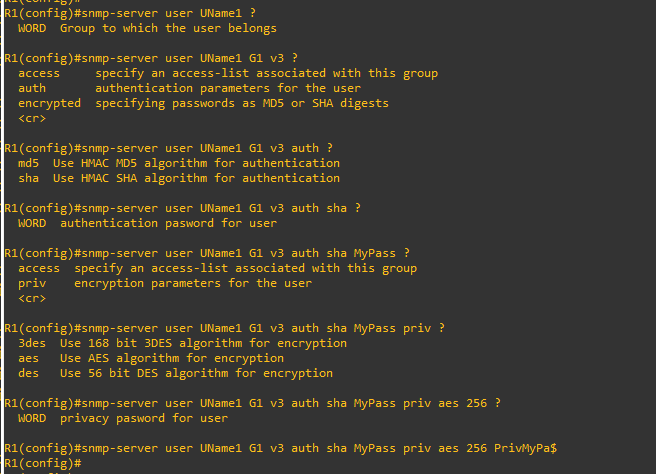 R1(config)#snmp-server user UName1 ?
WORD  Group to which the user belongs
R1(config)#snmp-server user UName1 G1 v3 ?
access     specify an access-list associated with this group
auth       authentication parameters for the user
encrypted  specifying passwords as MD5 or SHA digests
<cr>
R1(config)#snmp-server user UName1 G1 v3 auth ?
md5  Use HMAC MD5 algorithm for authentication
sha  Use HMAC SHA algorithm for authentication
R1(config)#snmp-server user UName1 G1 v3 auth sha ?
WORD  authentication pasword for user
R1(config)#snmp-server user UName1 G1 v3 auth sha MyPass ?
access  specify an access-list associated with this group
priv    encryption parameters for the user
<cr>
R1(config)#snmp-server user UName1 G1 v3 auth sha MyPass priv ?
3des  Use 168 bit 3DES algorithm for encryption
aes   Use AES algorithm for encryption
des   Use 56 bit DES algorithm for encryption
R1(config)#snmp-server user UName1 G1 v3 auth sha MyPass priv aes 256 ?
WORD  privacy pasword for user
R1(config)#snmp-server user UName1 G1 v3 auth sha MyPass priv aes 256 PrivMyPa$
R1(config)#